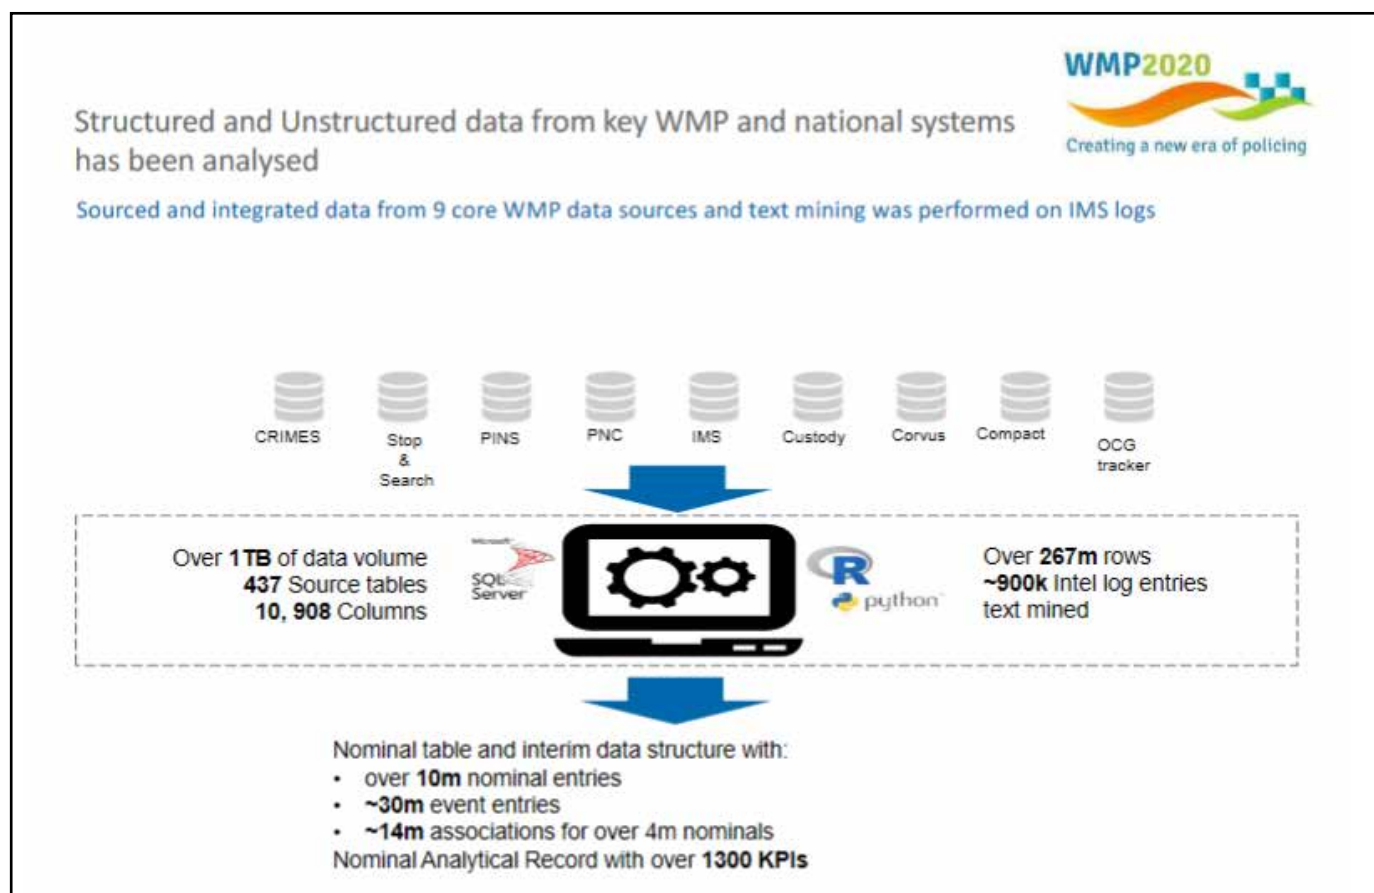 WMP2020
Creating a new era of policing
Structured and Unstructured data from key WMP and national systems
has been analysed
Sourced and integrated data from 9 core WMP data sources and text mining was performed on IMS logs
CRIMES
Stop
&
Search
PINS
PNC
IMS
Custody
Corvus
Compact
OCG
tracker
Over 1TB of data volume
437 Source tables
10, 908 Columns
Microsoft
SQL
Server
R
python
Over 267m rows
~900k Intel log entries
text mined
Nominal table and interim data structure with:
• over 10m nominal entries
• ~30m event entries
• ~14m associations for over 4m nominals
Nominal Analytical Record with over 1300 KPIs